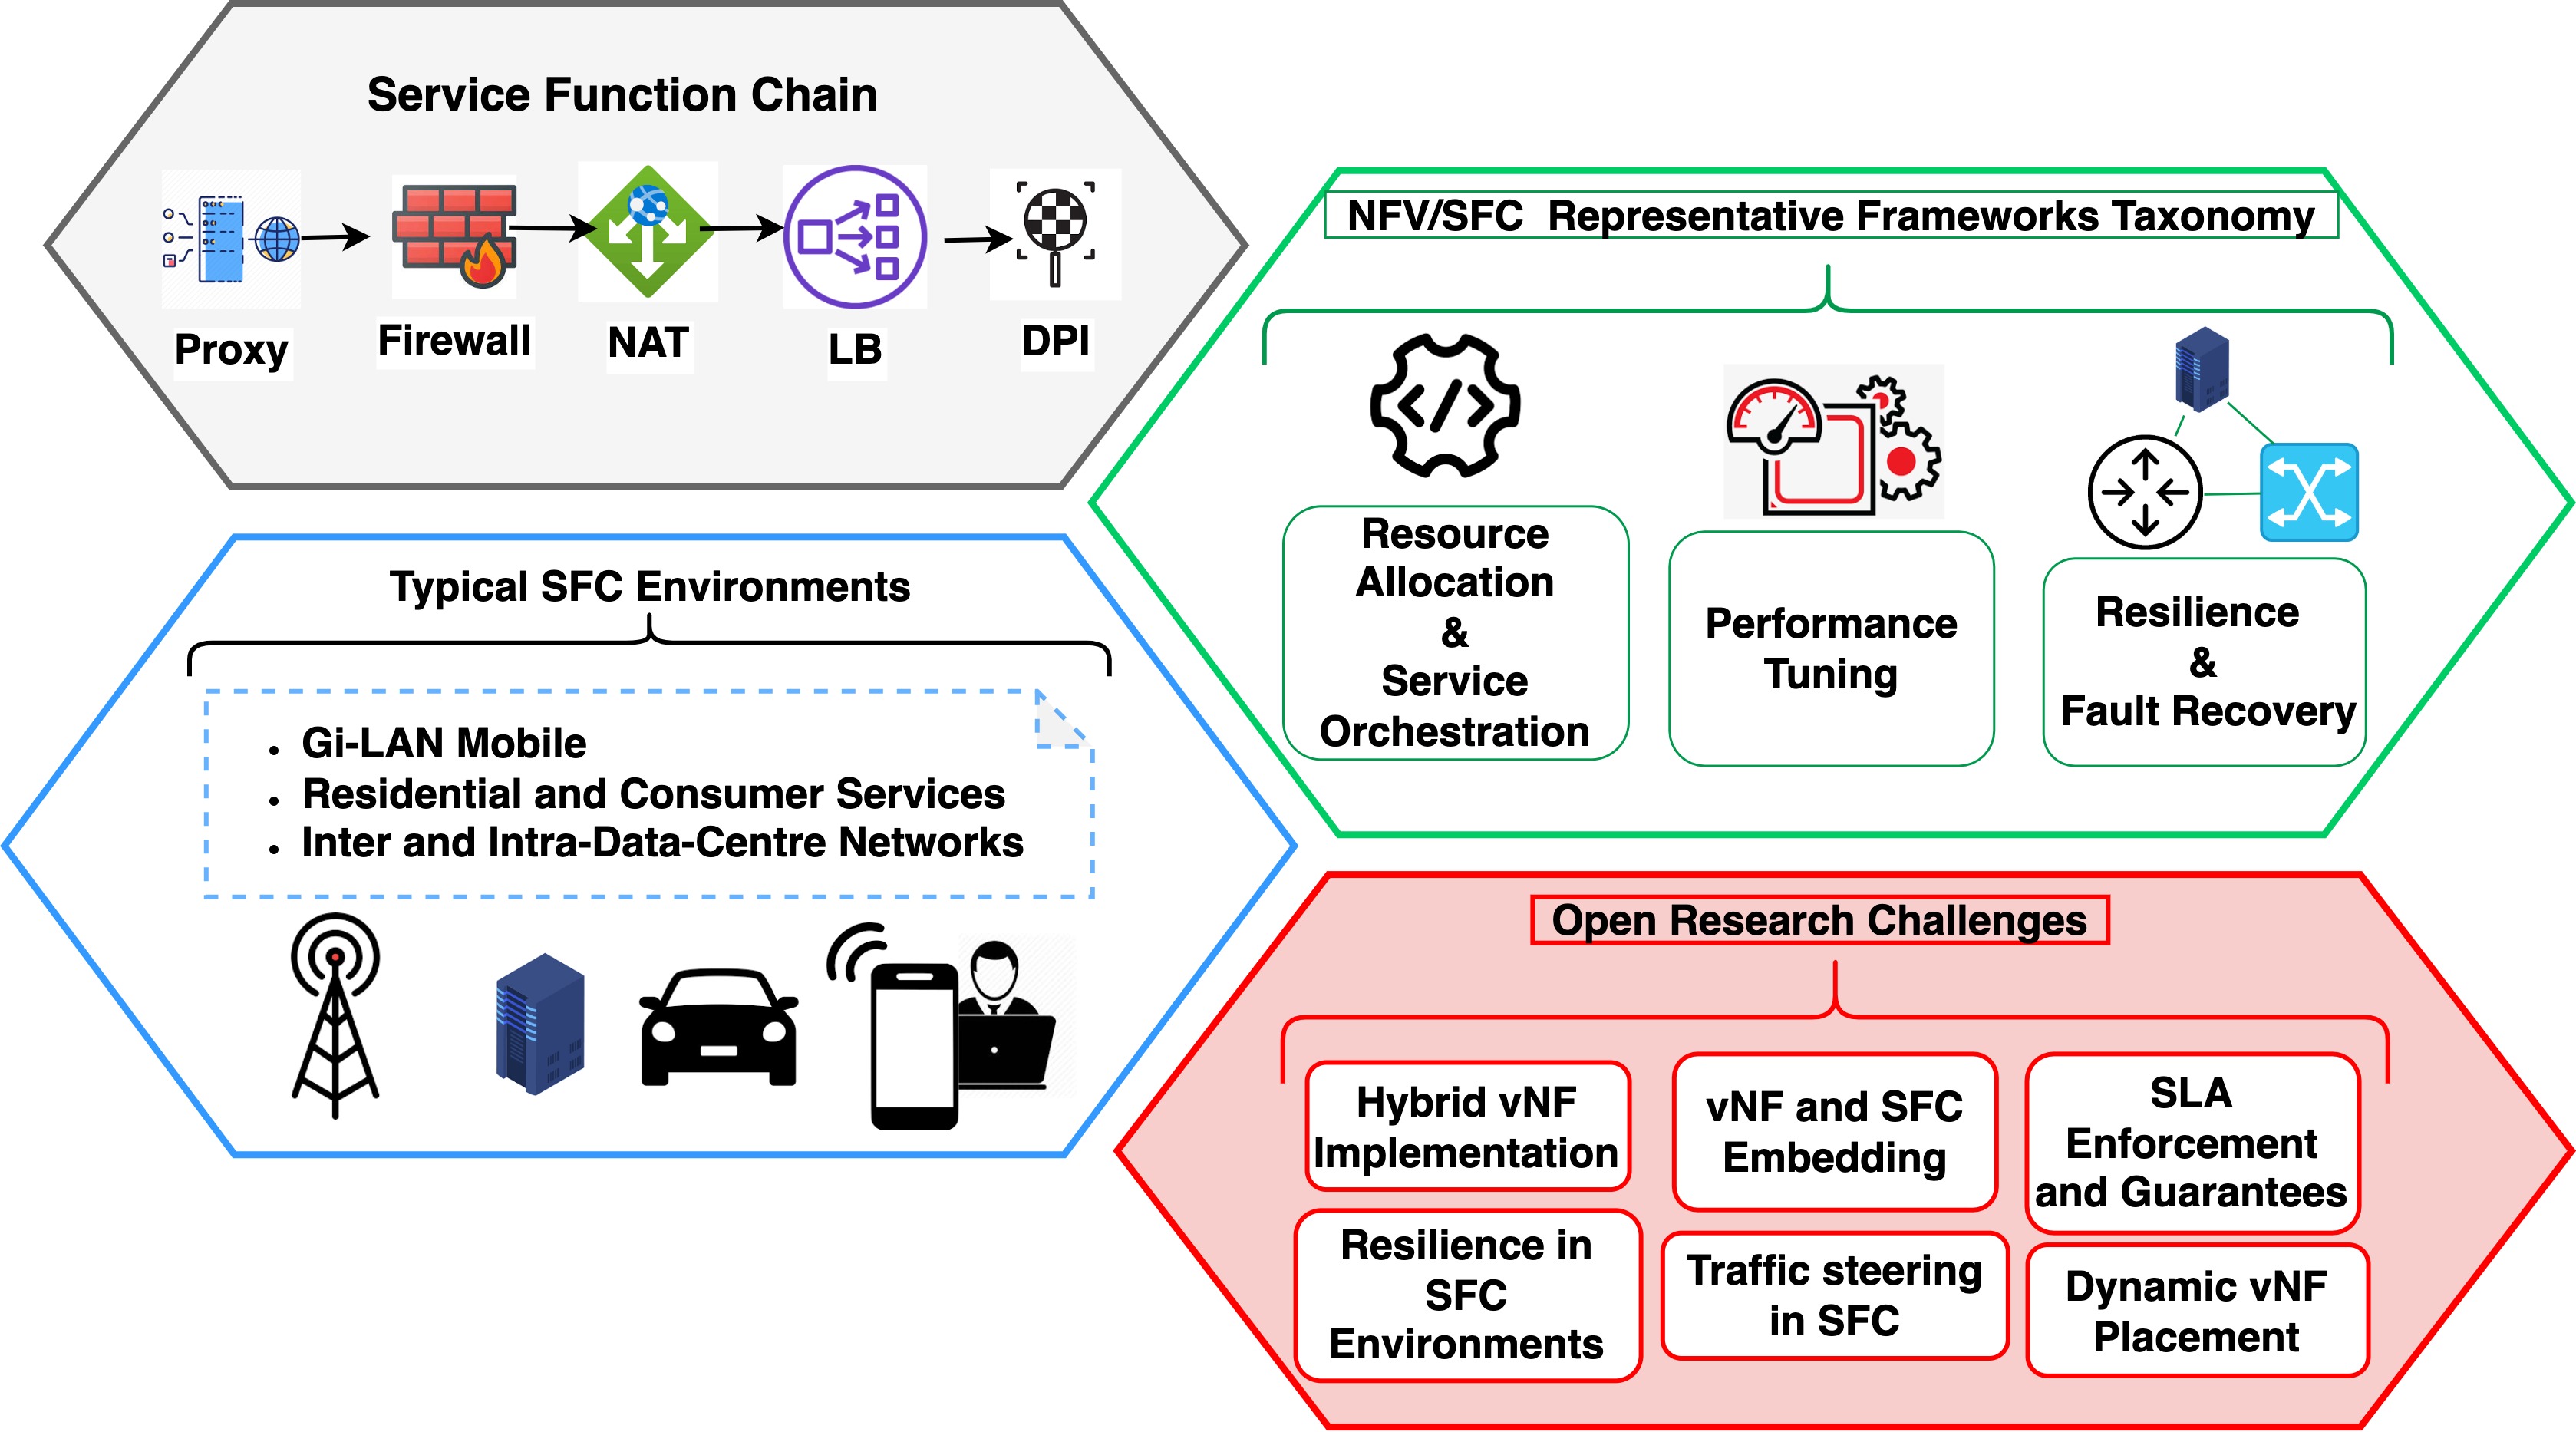 Service Function Chain
Proxy
Firewall
NAT
LB
DPI
Typical SFC Environments
• Gi-LAN Mobile
• Residential and Consumer Services
• Inter and Intra-Data-Centre Networks
NFV/SFC Representative Frameworks Taxonomy
</>
Resource
Allocation
&
Service
Orchestration
Performance
Tuning
Resilience
&
Fault Recovery
Open Research Challenges
Hybrid vNF
Implementation
vNF and SFC
Embedding
SLA
Enforcement
and Guarantees
Resilience in
SFC
Environments
Traffic steering
in SFC
Dynamic vNF
Placement